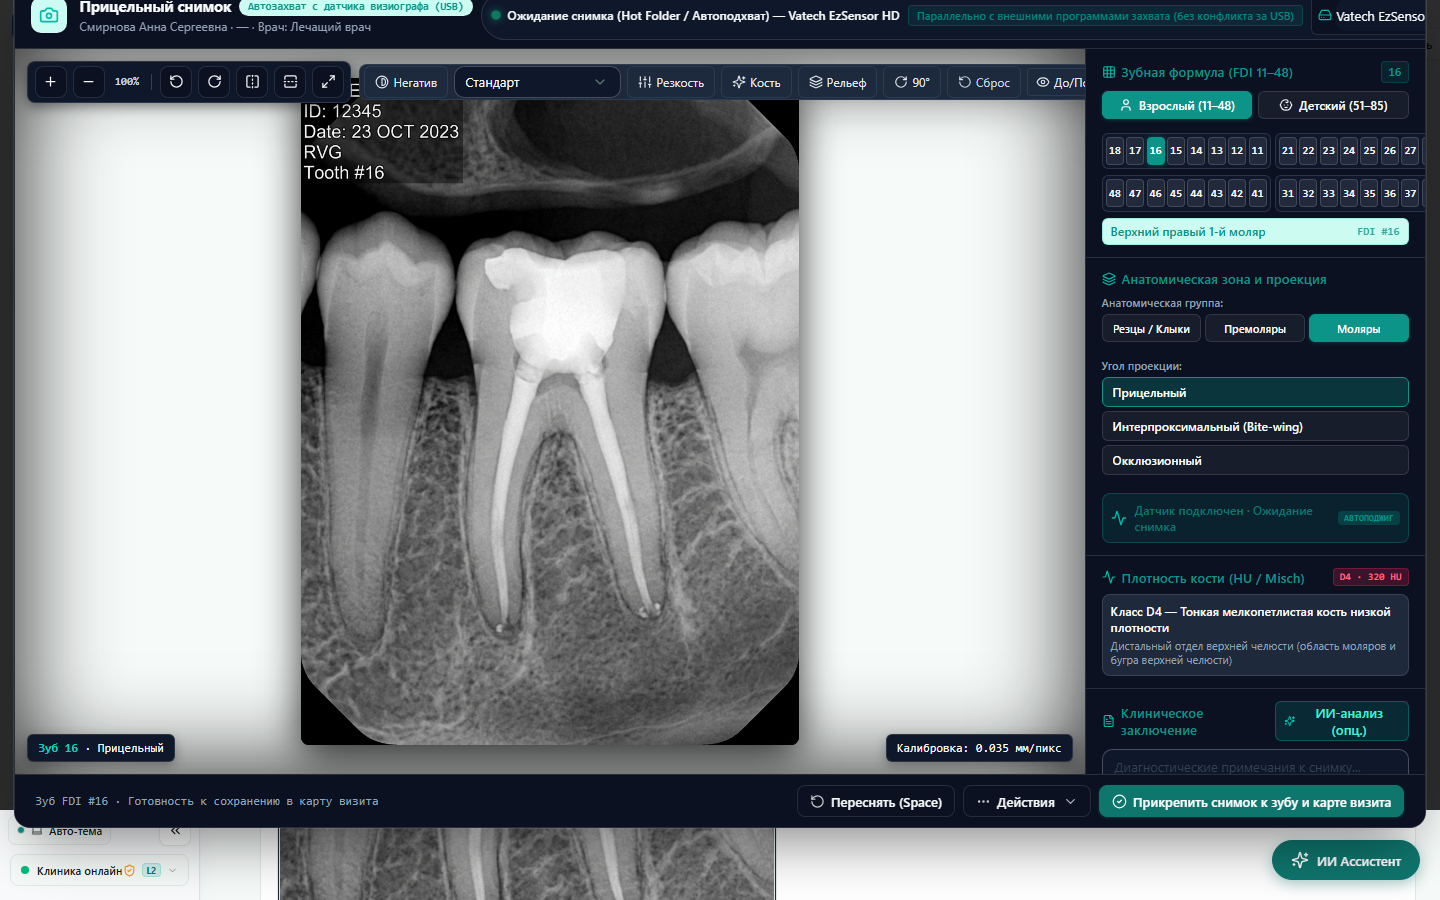 Прицельный снимок
Автозахват с датчика визиографа (USB)
Смирнова Анна Сергеевна · — · Врач: Лечащий врач
Ожидание снимка (Hot Folder / Автоподхват) — Vatech EzSensor HD
Параллельно с внешними программами захвата (без конфликта за USB)
Vatech EzSenso
100%
Негатив
Стандарт
Резкость
Кость
Рельеф
90°
Сброс
До/По
ID: 12345
Date: 23 OCT 2023
RVG
Tooth #16
Зуб 16 · Прицельный
Калибровка: 0.035 мм/пикс
Зубная формула (FDI 11–48)
16
Взрослый (11–48)
Детский (51–85)
18 17 16 15 14 13 12 11 21 22 23 24 25 26 27
48 47 46 45 44 43 42 41 31 32 33 34 35 36 37
Верхний правый 1-й моляр
FDI #16
Анатомическая зона и проекция
Анатомическая группа:
Резцы / Клыки
Премоляры
Моляры
Угол проекции:
Прицельный
Интерпроксимальный (Bite-wing)
Окклюзионный
Датчик подключен · Ожидание
снимка
АВТОПОДЖИГ
Плотность кости (HU / Misch)
D4 · 320 HU
Класс D4 — Тонкая мелкопетлистая кость низкой
плотности
Дистальный отдел верхней челюсти (область моляров и
бугра верхней челюсти)
Клиническое
заключение
ИИ-анализ
(опц.)
Диагностические примечания к снимку...
Зуб FDI #16 · Готовность к сохранению в карту визита
Переснять (Space)
Действия
Прикрепить снимок к зубу и карте визита
Авто-тема
Клиника онлайн
L2
ИИ Ассистент